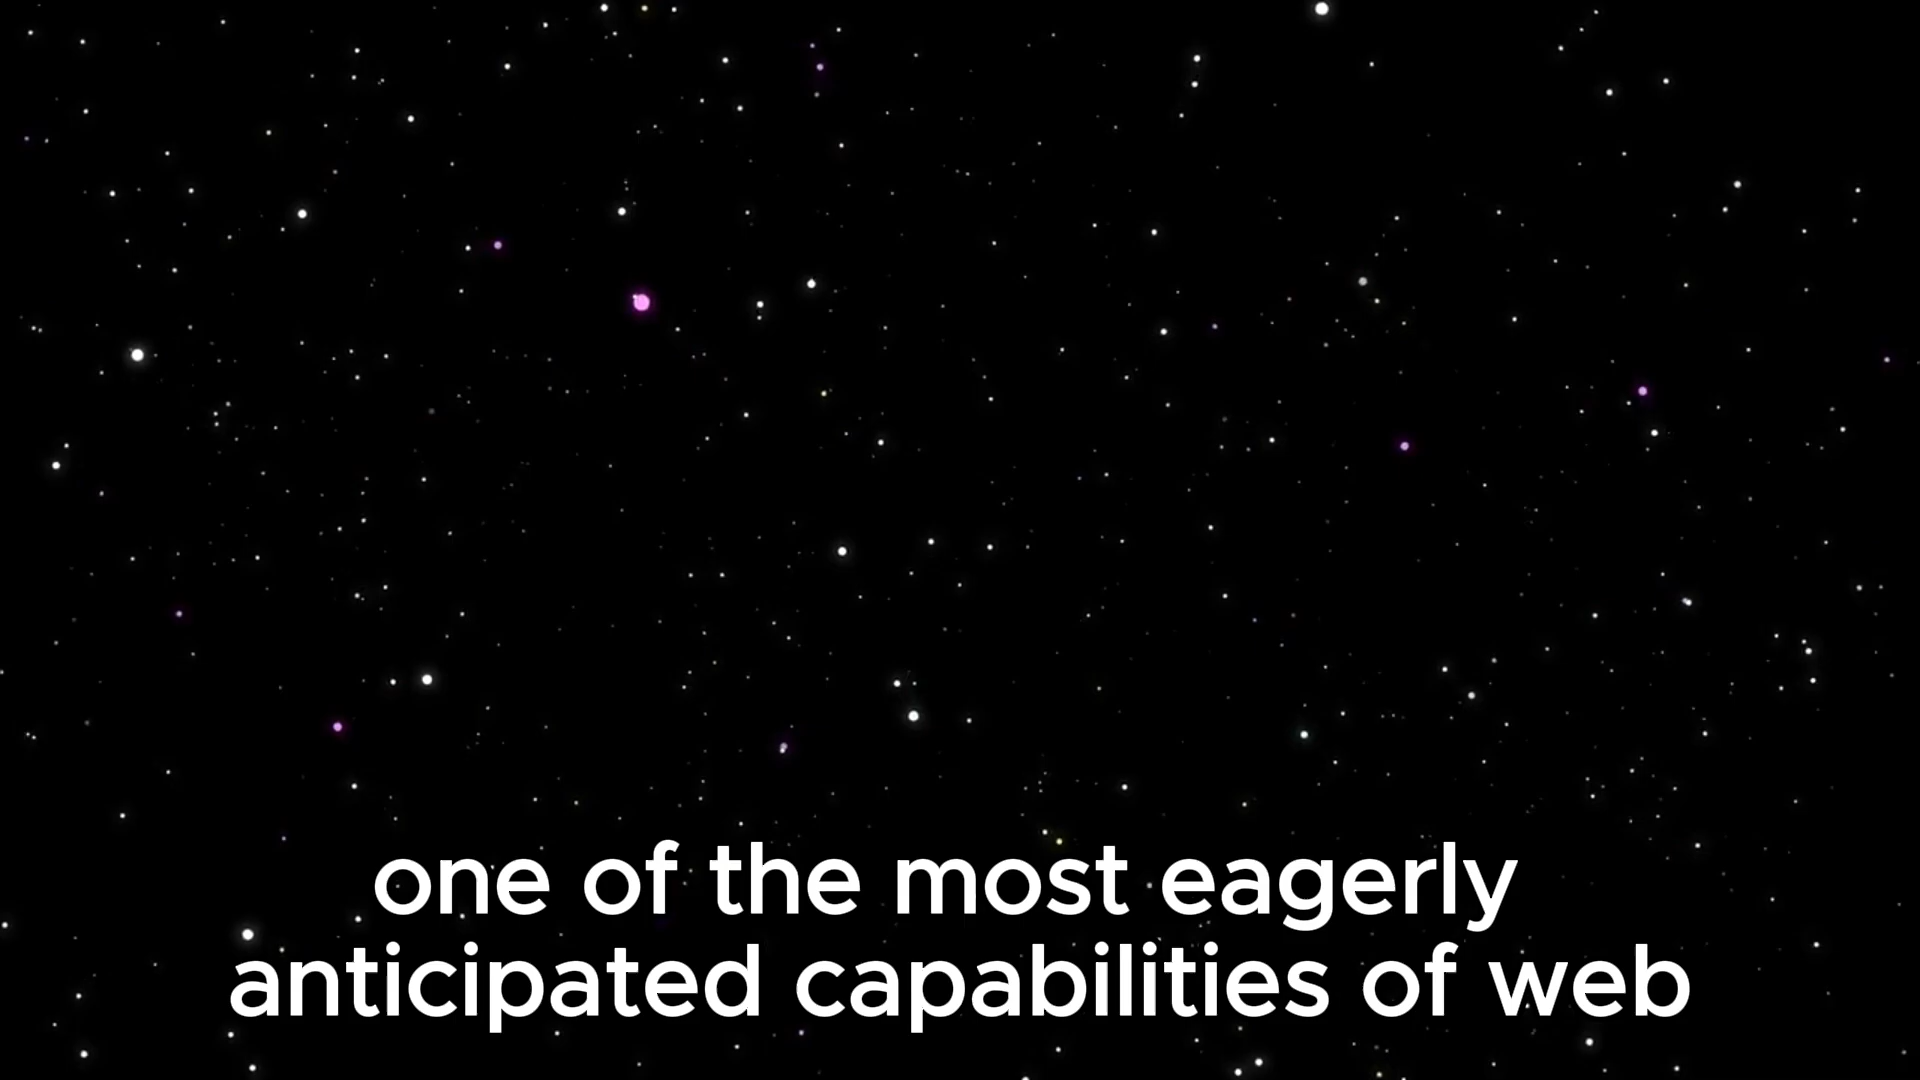 one of the most eagerly
anticipated capabilities of web